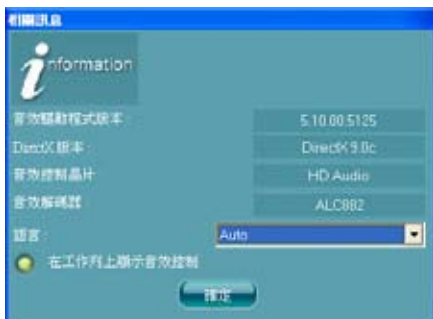 相關訊息
information
音效驅動程式版本: 5.10.00.5125
DirectX 版本: DirectX 9.0c
音效控制晶片 HD Audio
音效解碼器 ALC882
語言: Auto
在工作列上顯示音效控制
確定